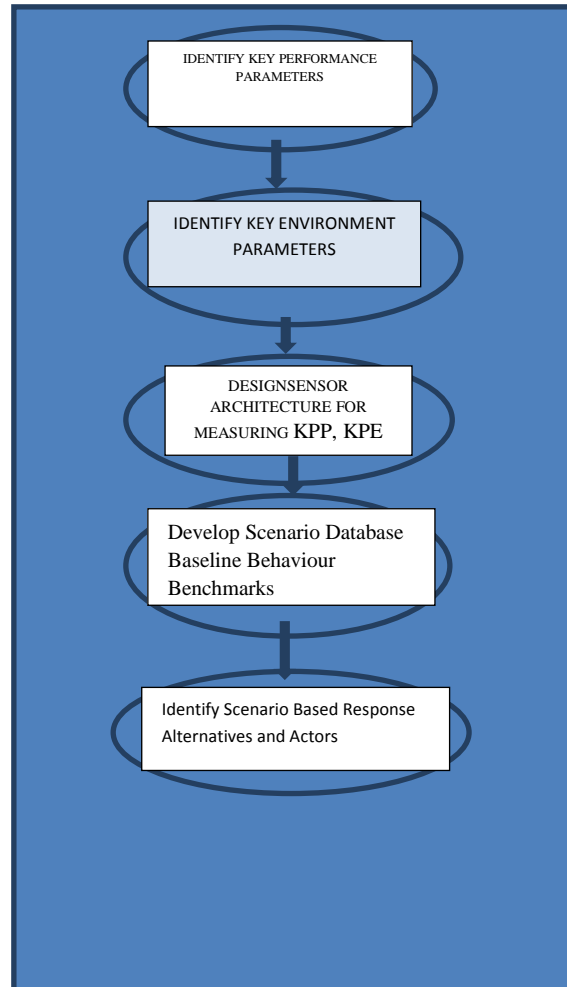 IDENTIFY KEY PERFORMANCE
PARAMETERS
IDENTIFY KEY ENVIRONMENT
PARAMETERS
DESIGNSENSOR
ARCHITECTURE FOR
MEASURING KPP, KPE
Develop Scenario Database
Baseline Behaviour
Benchmarks
Identify Scenario Based Response
Alternatives and Actors